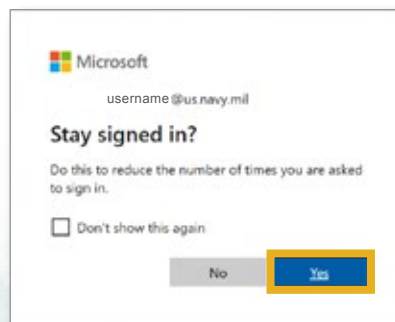 Microsoft
username@us.navy.mil
Stay signed in?
Do this to reduce the number of times you are asked
to sign in.
Don't show this again
No Yes